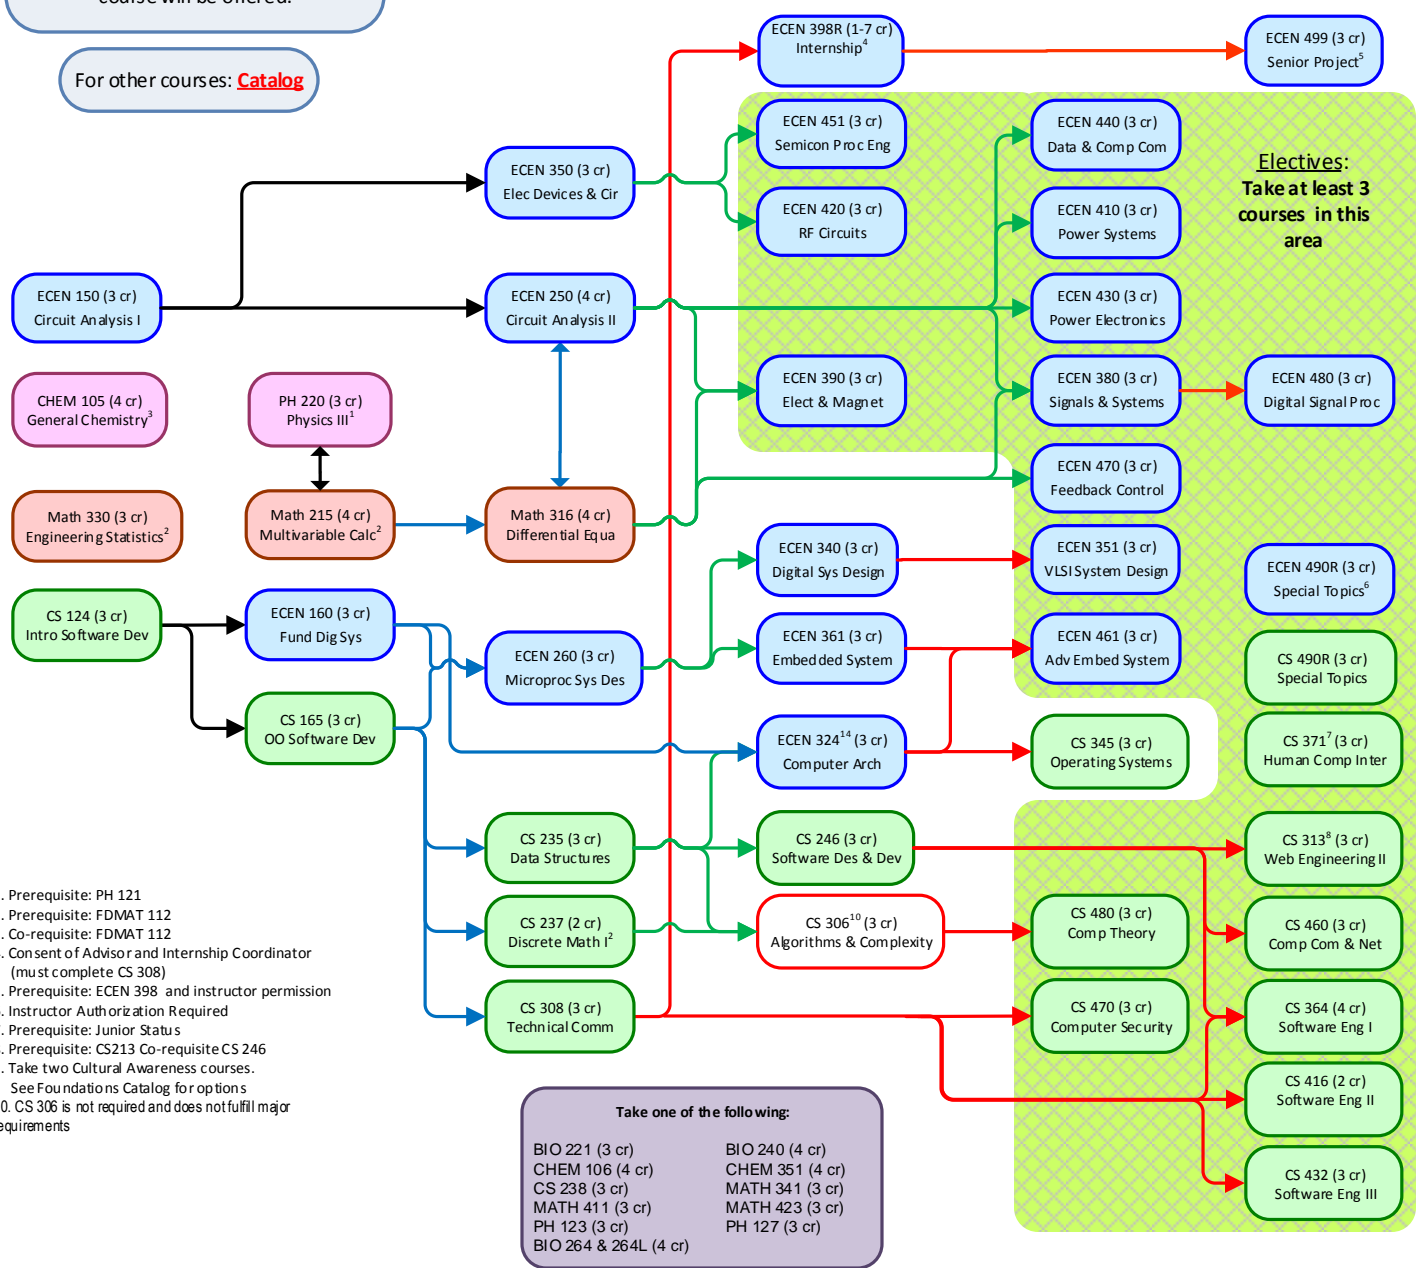 course will be offered.
For other courses: Catalog
ECEN 398R (1-7 cr)
Internship4
ECEN 499 (3 cr)
Senior Project5
ECEN 451 (3 cr)
Semicon Proc Eng
ECEN 440 (3 cr)
Data & Comp Com
Electives:
Take at least 3
courses in this
area
ECEN 350 (3 cr)
Elec Devices & Cir
ECEN 420 (3 cr)
RF Circuits
ECEN 410 (3 cr)
Power Systems
ECEN 150 (3 cr)
Circuit Analysis I
ECEN 250 (4 cr)
Circuit Analysis II
ECEN 430 (3 cr)
Power Electronics
CHEM 105 (4 cr)
General Chemistry3
PH 220 (3 cr)
Physics III1
ECEN 390 (3 cr)
Elect & Magnet
ECEN 380 (3 cr)
Signals & Systems
ECEN 480 (3 cr)
Digital Signal Proc
ECEN 470 (3 cr)
Feedback Control
Math 330 (3 cr)
Engineering Statistics2
Math 215 (4 cr)
Multivariable Calc2
Math 316 (4 cr)
Differential Equa
ECEN 340 (3 cr)
Digital Sys Design
ECEN 351 (3 cr)
VLSI System Design
ECEN 490R (3 cr)
Special Topics6
CS 124 (3 cr)
Intro Software Dev
ECEN 160 (3 cr)
Fund Dig Sys
ECEN 260 (3 cr)
Microproc Sys Des
ECEN 361 (3 cr)
Embedded System
ECEN 461 (3 cr)
Adv Embed System
CS 490R (3 cr)
Special Topics
CS 165 (3 cr)
OO Software Dev
ECEN 32414 (3 cr)
Computer Arch
CS 345 (3 cr)
Operating Systems
CS 3717 (3 cr)
Human Comp Inter
CS 235 (3 cr)
Data Structures
CS 246 (3 cr)
Software Des & Dev
CS 3138 (3 cr)
Web Engineering II
CS 237 (2 cr)
Discrete Math I2
CS 30610 (3 cr)
Algorithms & Complexity
CS 480 (3 cr)
Comp Theory
CS 460 (3 cr)
Comp Com & Net
CS 308 (3 cr)
Technical Comm
CS 470 (3 cr)
Computer Security
CS 364 (4 cr)
Software Eng I
CS 416 (2 cr)
Software Eng II
CS 432 (3 cr)
Software Eng III
. Prerequisite: PH 121
. Prerequisite: FDMAT 112
. Co-requisite: FDMAT 112
. Consent of Advisor and Internship Coordinator
(must complete CS 308)
. Prerequisite: ECEN 398 and instructor permission
. Instructor Authorization Required
. Prerequisite: Junior Status
. Prerequisite: CS213 Co-requisite CS 246
. Take two Cultural Awareness courses.
See Foundations Catalog for options
0. CS 306 is not required and does not fulfill major
equirements
Take one of the following:
BIO 221 (3 cr) BIO 240 (4 cr)
CHEM 106 (4 cr) CHEM 351 (4 cr)
CS 238 (3 cr) MATH 341 (3 cr)
MATH 411 (3 cr) MATH 423 (3 cr)
PH 123 (3 cr) PH 127 (3 cr)
BIO 264 & 264L (4 cr)